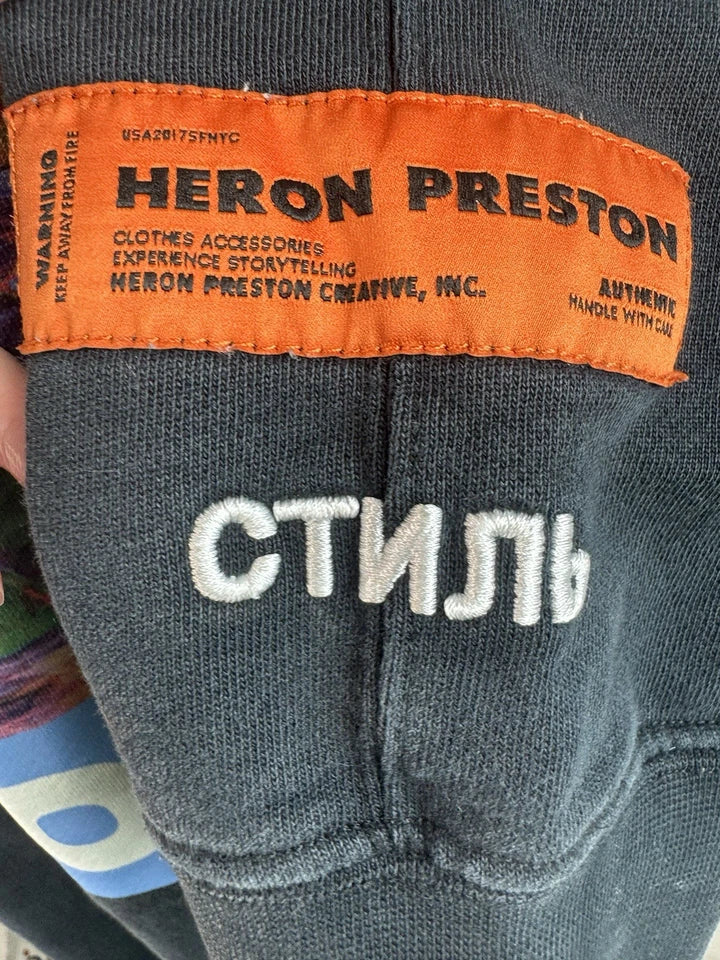 USA2017SFNYC
WARNING
KEEP AWAY FROM FIRE
HERON PRESTON
CLOTHES ACCESSORIES
EXPERIENCE STORYTELLING
HERON PRESTON CREATIVE, INC.
AUTHENTIC
HANDLE WITH CARE
СТИЛЬ